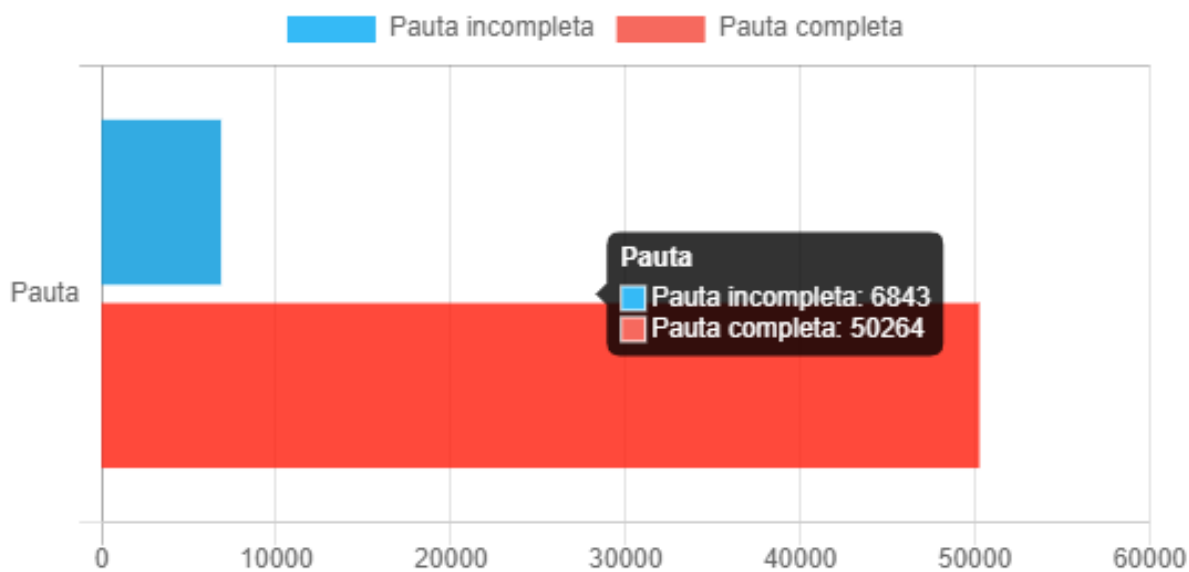 Pauta incompleta Pauta completa
Pauta
Pauta incompleta: 6843
Pauta completa: 50264
Pauta
0 10000 20000 30000 40000 50000 60000